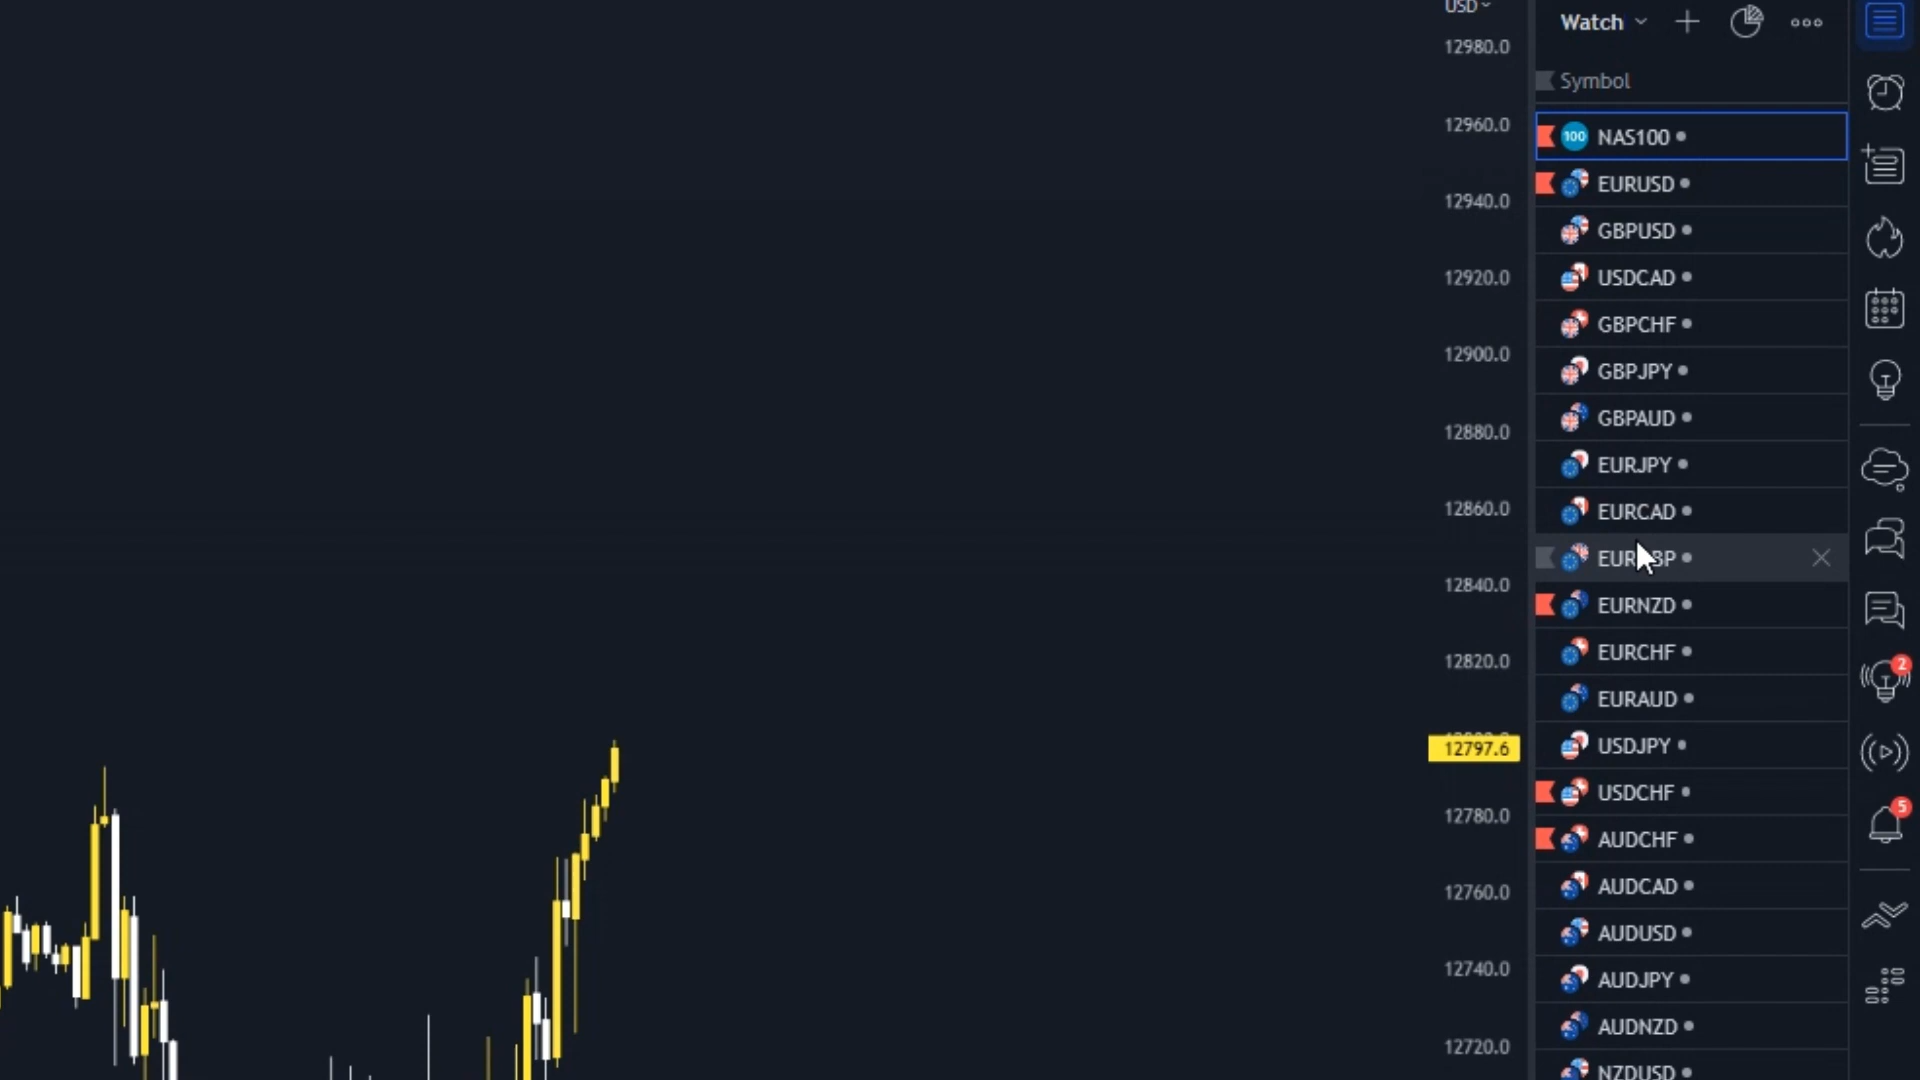 USD
12980.0
12960.0
12940.0
12920.0
12900.0
12880.0
12860.0
12840.0
12820.0
12797.6
12780.0
12760.0
12740.0
12720.0
Watch
Symbol
100 NAS100
EURUSD
GBPUSD
USDCAD
GBPCHF
GBPJPY
GBPAUD
EURJPY
EURCAD
EURGBP
EURNZD
EURCHF
EURAUD
USDJPY
USDCHF
AUDCHF
AUDCAD
AUDUSD
AUDJPY
AUDNZD
NZDUSD
2
5